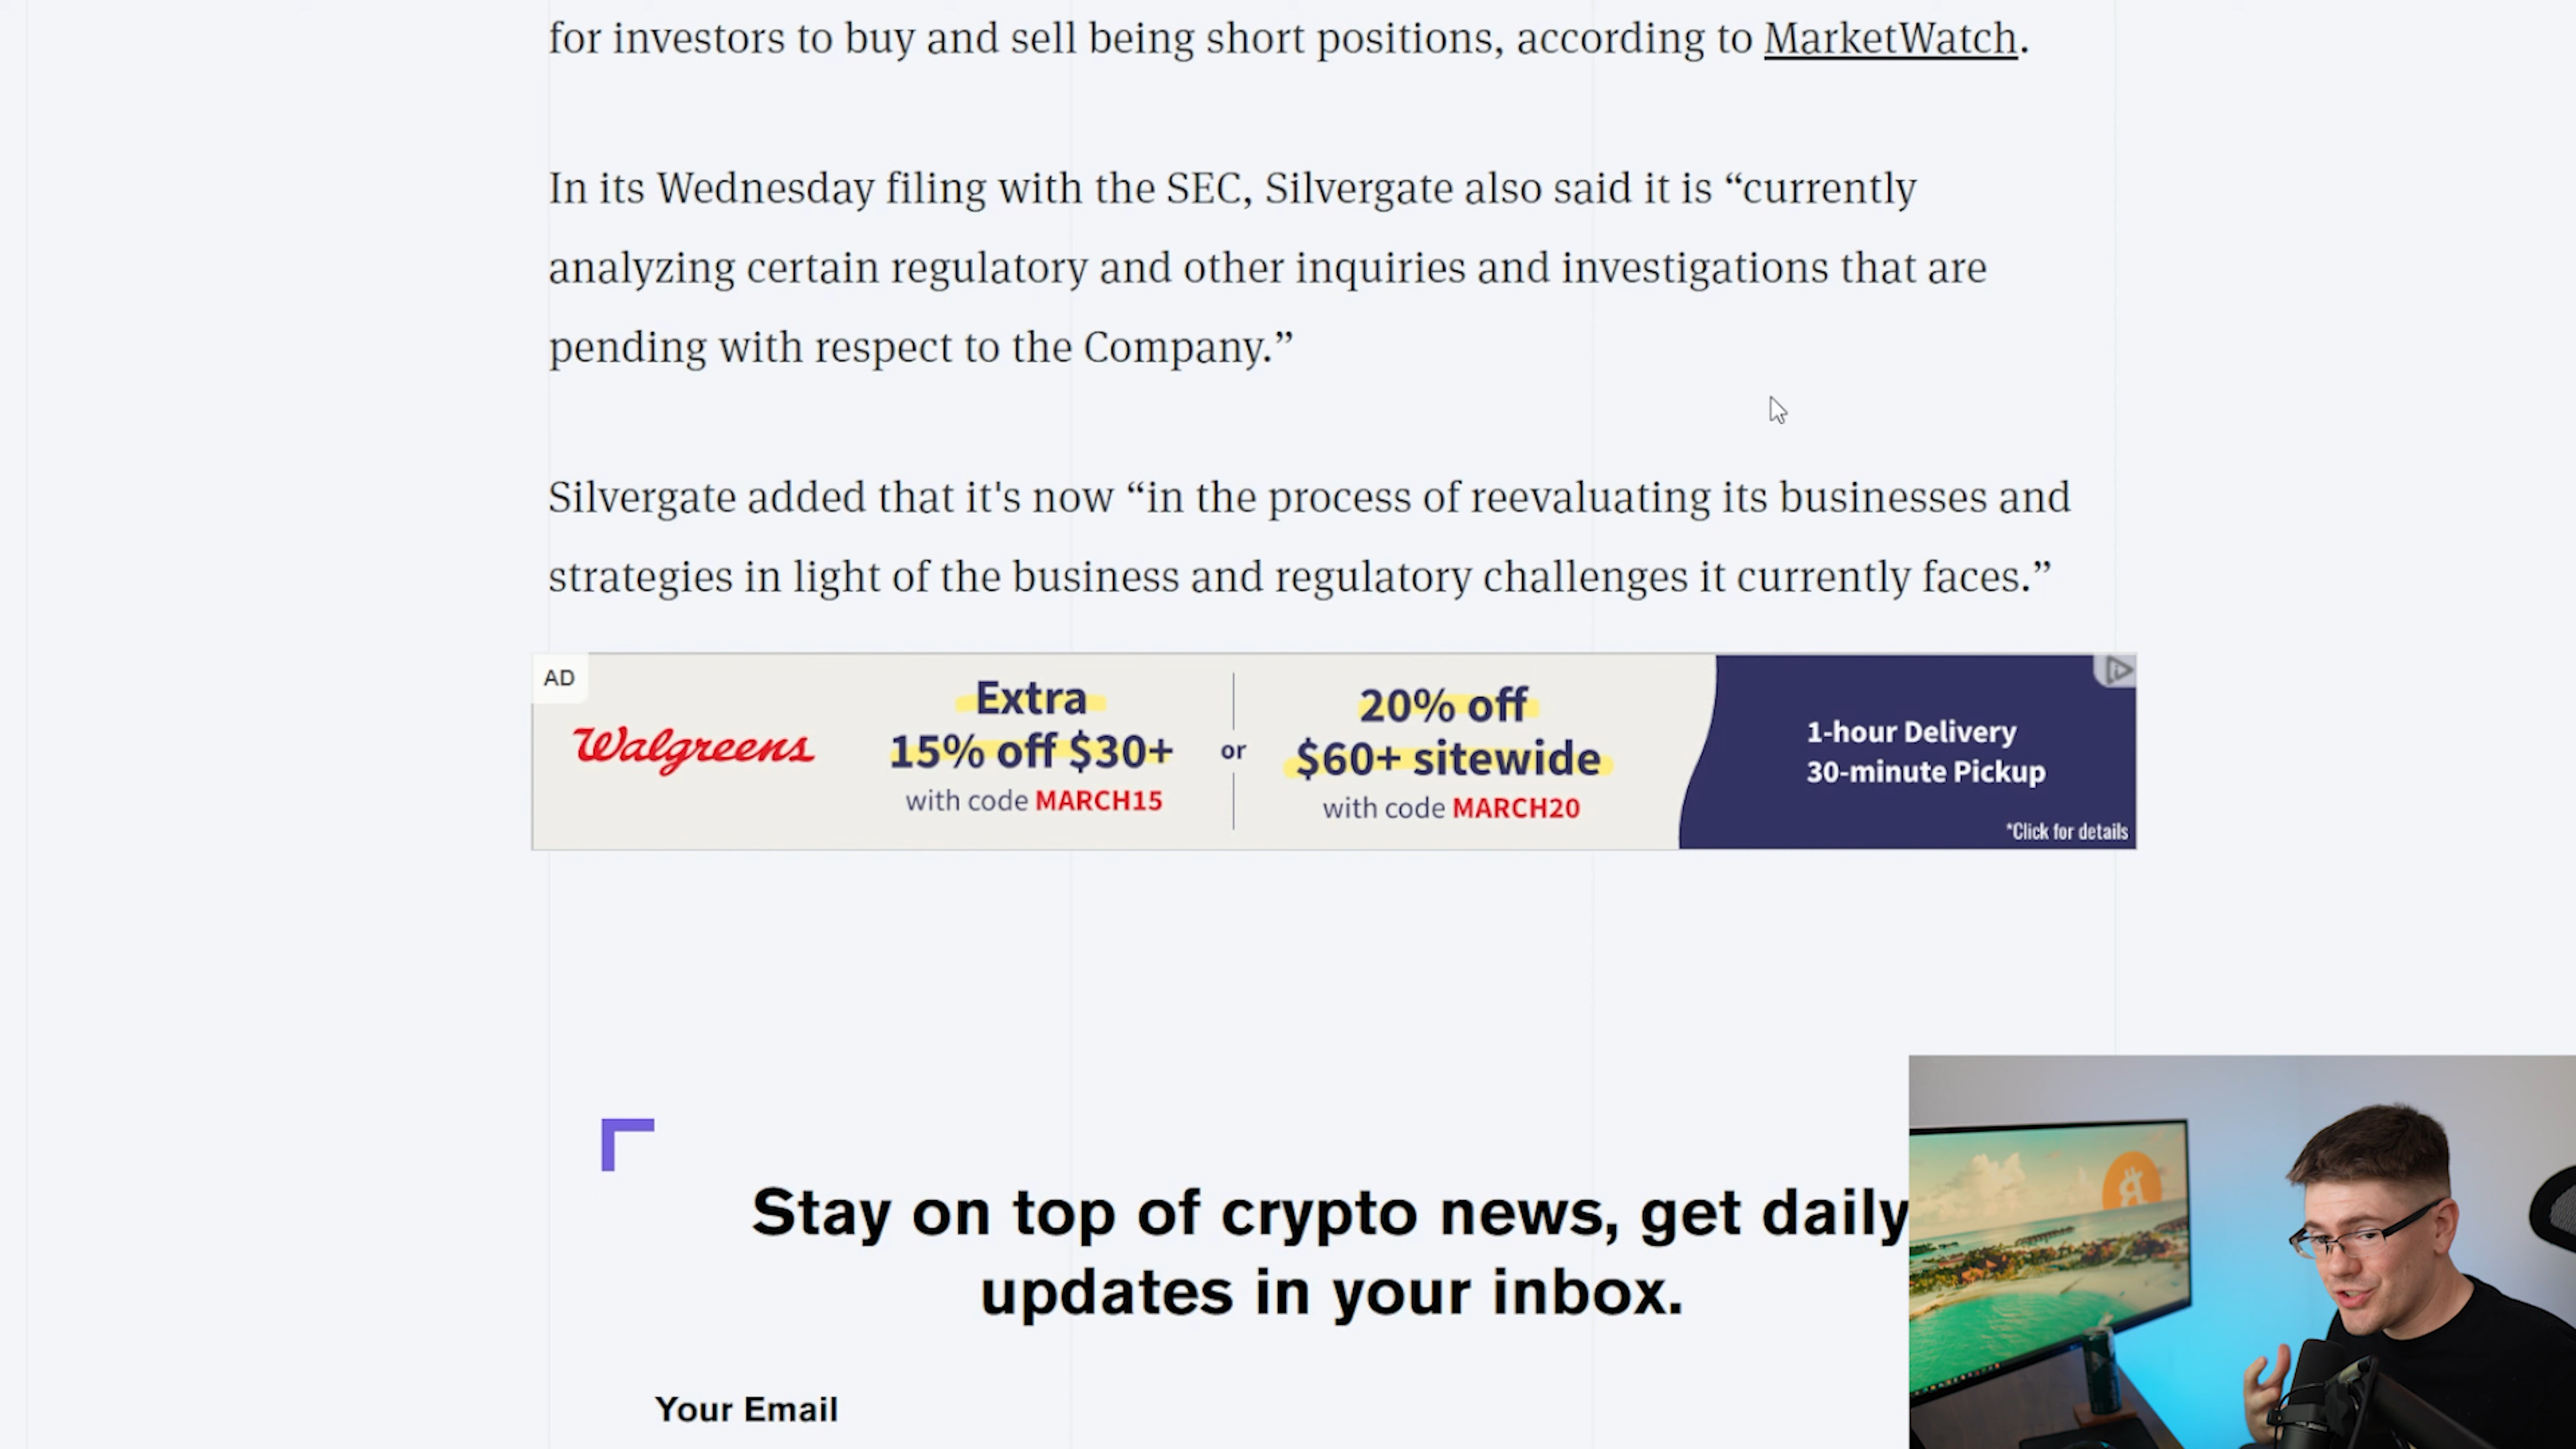 for investors to buy and sell being short positions, according to MarketWatch.
In its Wednesday filing with the SEC, Silvergate also said it is “currently
analyzing certain regulatory and other inquiries and investigations that are
pending with respect to the Company.”
Silvergate added that it's now “in the process of reevaluating its businesses and
strategies in light of the business and regulatory challenges it currently faces.”
AD
Walgreens
Extra
15% off $30+
with code MARCH15
or
20% off
$60+ sitewide
with code MARCH20
1-hour Delivery
30-minute Pickup
*Click for details
Stay on top of crypto news, get daily
updates in your inbox.
Your Email